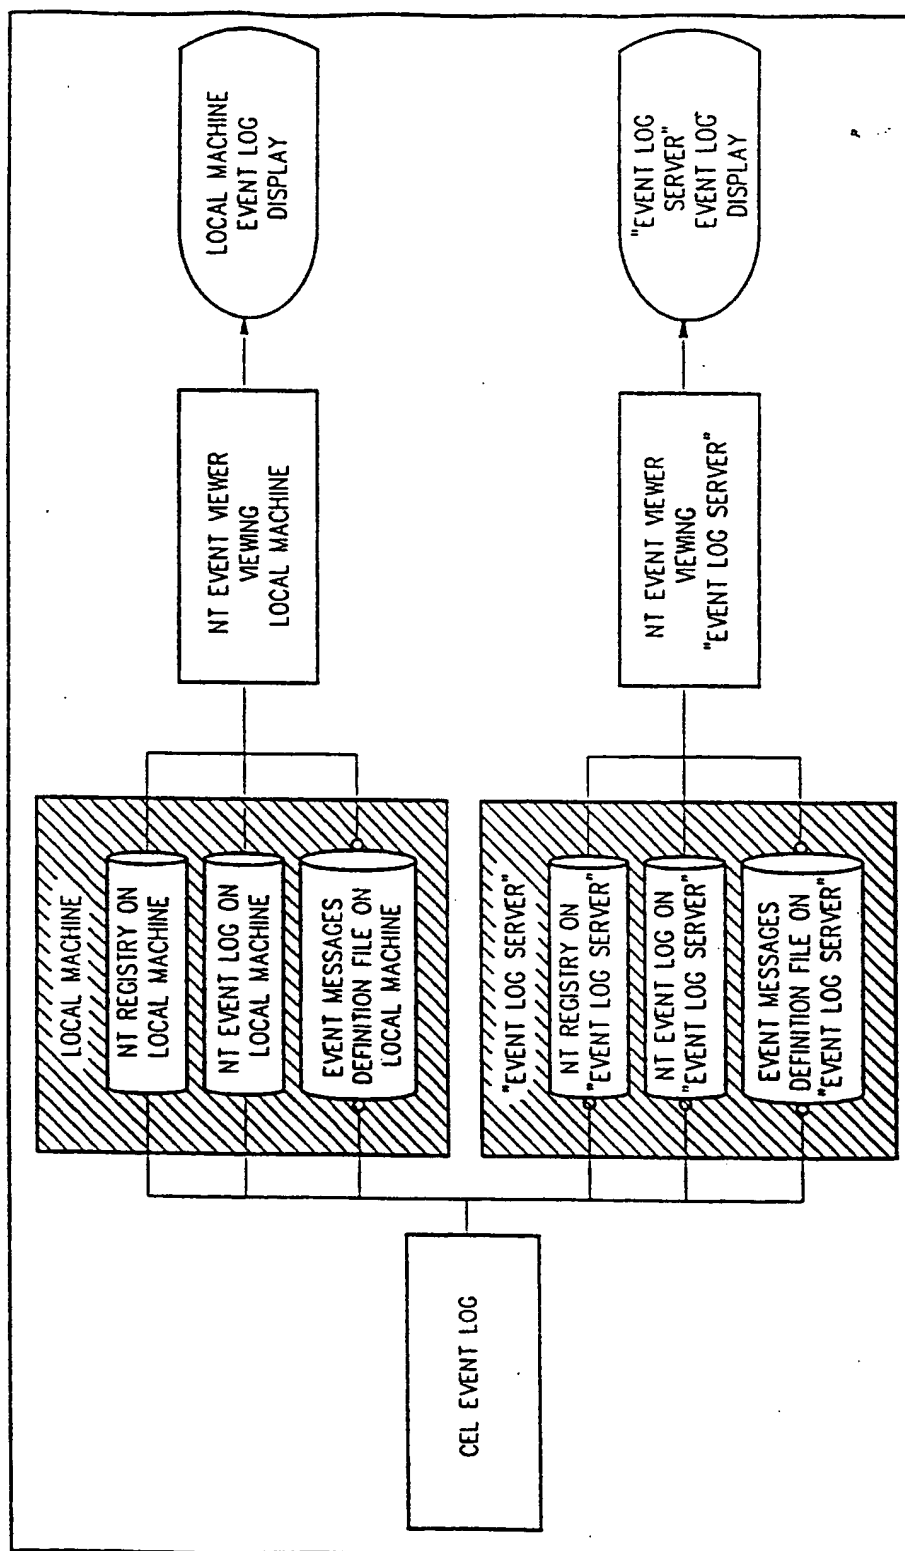 CEL EVENT LOG
LOCAL MACHINE
NT REGISTRY ON
LOCAL MACHINE
NT EVENT LOG ON
LOCAL MACHINE
EVENT MESSAGES
DEFINITION FILE ON
LOCAL MACHINE
NT EVENT VIEWER
VIEWING
LOCAL MACHINE
LOCAL MACHINE
EVENT LOG
DISPLAY
"EVENT LOG SERVER"
NT REGISTRY ON
"EVENT LOG SERVER"
NT EVENT LOG ON
"EVENT LOG SERVER"
EVENT MESSAGES
DEFINITION FILE ON
"EVENT LOG SERVER"
NT EVENT VIEWER
VIEWING
"EVENT LOG SERVER"
"EVENT LOG
SERVER"
EVENT LOG
DISPLAY